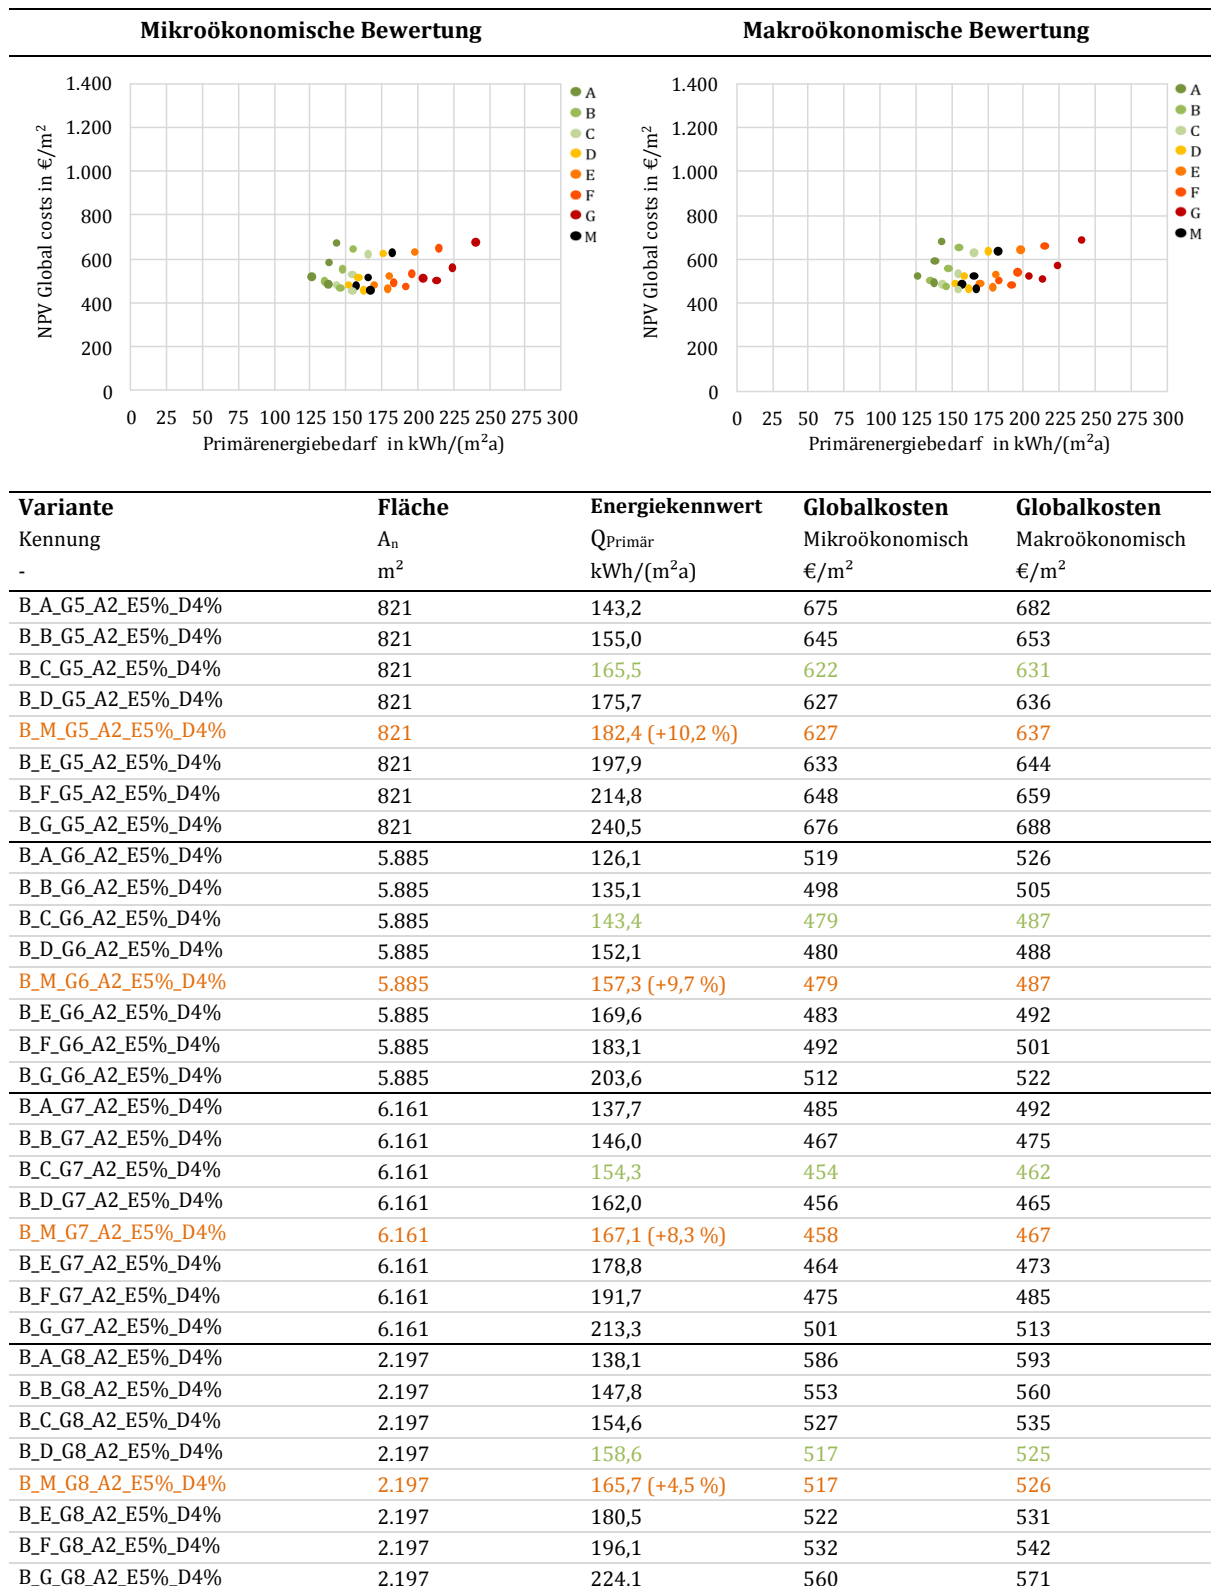 Mikroökonomische Bewertung Makroökonomische Bewertung
NPV Global costs in €/m²
1.400
1.200
1.000
800
600
400
200
0
0 25 50 75 100 125 150 175 200 225 250 275 300
Primärenergiebedarf in kWh/(m²a)
A
B
C
D
E
F
G
M
NPV Global costs in €/m²
1.400
1.200
1.000
800
600
400
200
0
0 25 50 75 100 125 150 175 200 225 250 275 300
Primärenergiebedarf in kWh/(m²a)
A
B
C
D
E
F
G
M
Variante Fläche Energiekennwert Globalkosten Globalkosten
Kennung An QPrimär Mikroökonomisch Makroökonomisch
- m² kWh/(m²a) €/m² €/m²
B_A_G5_A2_E5%_D4% 821 143,2 675 682
B_B_G5_A2_E5%_D4% 821 155,0 645 653
B_C_G5_A2_E5%_D4% 821 165,5 622 631
B_D_G5_A2_E5%_D4% 821 175,7 627 636
B_M_G5_A2_E5%_D4% 821 182,4 (+10,2 %) 627 637
B_E_G5_A2_E5%_D4% 821 197,9 633 644
B_F_G5_A2_E5%_D4% 821 214,8 648 659
B_G_G5_A2_E5%_D4% 821 240,5 676 688
B_A_G6_A2_E5%_D4% 5.885 126,1 519 526
B_B_G6_A2_E5%_D4% 5.885 135,1 498 505
B_C_G6_A2_E5%_D4% 5.885 143,4 479 487
B_D_G6_A2_E5%_D4% 5.885 152,1 480 488
B_M_G6_A2_E5%_D4% 5.885 157,3 (+9,7 %) 479 487
B_E_G6_A2_E5%_D4% 5.885 169,6 483 492
B_F_G6_A2_E5%_D4% 5.885 183,1 492 501
B_G_G6_A2_E5%_D4% 5.885 203,6 512 522
B_A_G7_A2_E5%_D4% 6.161 137,7 485 492
B_B_G7_A2_E5%_D4% 6.161 146,0 467 475
B_C_G7_A2_E5%_D4% 6.161 154,3 454 462
B_D_G7_A2_E5%_D4% 6.161 162,0 456 465
B_M_G7_A2_E5%_D4% 6.161 167,1 (+8,3 %) 458 467
B_E_G7_A2_E5%_D4% 6.161 178,8 464 473
B_F_G7_A2_E5%_D4% 6.161 191,7 475 485
B_G_G7_A2_E5%_D4% 6.161 213,3 501 513
B_A_G8_A2_E5%_D4% 2.197 138,1 586 593
B_B_G8_A2_E5%_D4% 2.197 147,8 553 560
B_C_G8_A2_E5%_D4% 2.197 154,6 527 535
B_D_G8_A2_E5%_D4% 2.197 158,6 517 525
B_M_G8_A2_E5%_D4% 2.197 165,7 (+4,5 %) 517 526
B_E_G8_A2_E5%_D4% 2.197 180,5 522 531
B_F_G8_A2_E5%_D4% 2.197 196,1 532 542
B_G_G8_A2_E5%_D4% 2.197 224,1 560 571